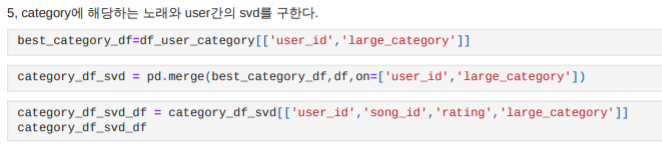 5, category에 해당하는 노래와 user간의 svd를 구한다.
best_category_df=df_user_category[['user_id','large_category']]
category_df_svd = pd.merge(best_category_df,df,on=['user_id','large_category'])
category_df_svd_df = category_df_svd[['user_id','song_id','rating','large_category']]
category_df_svd_df